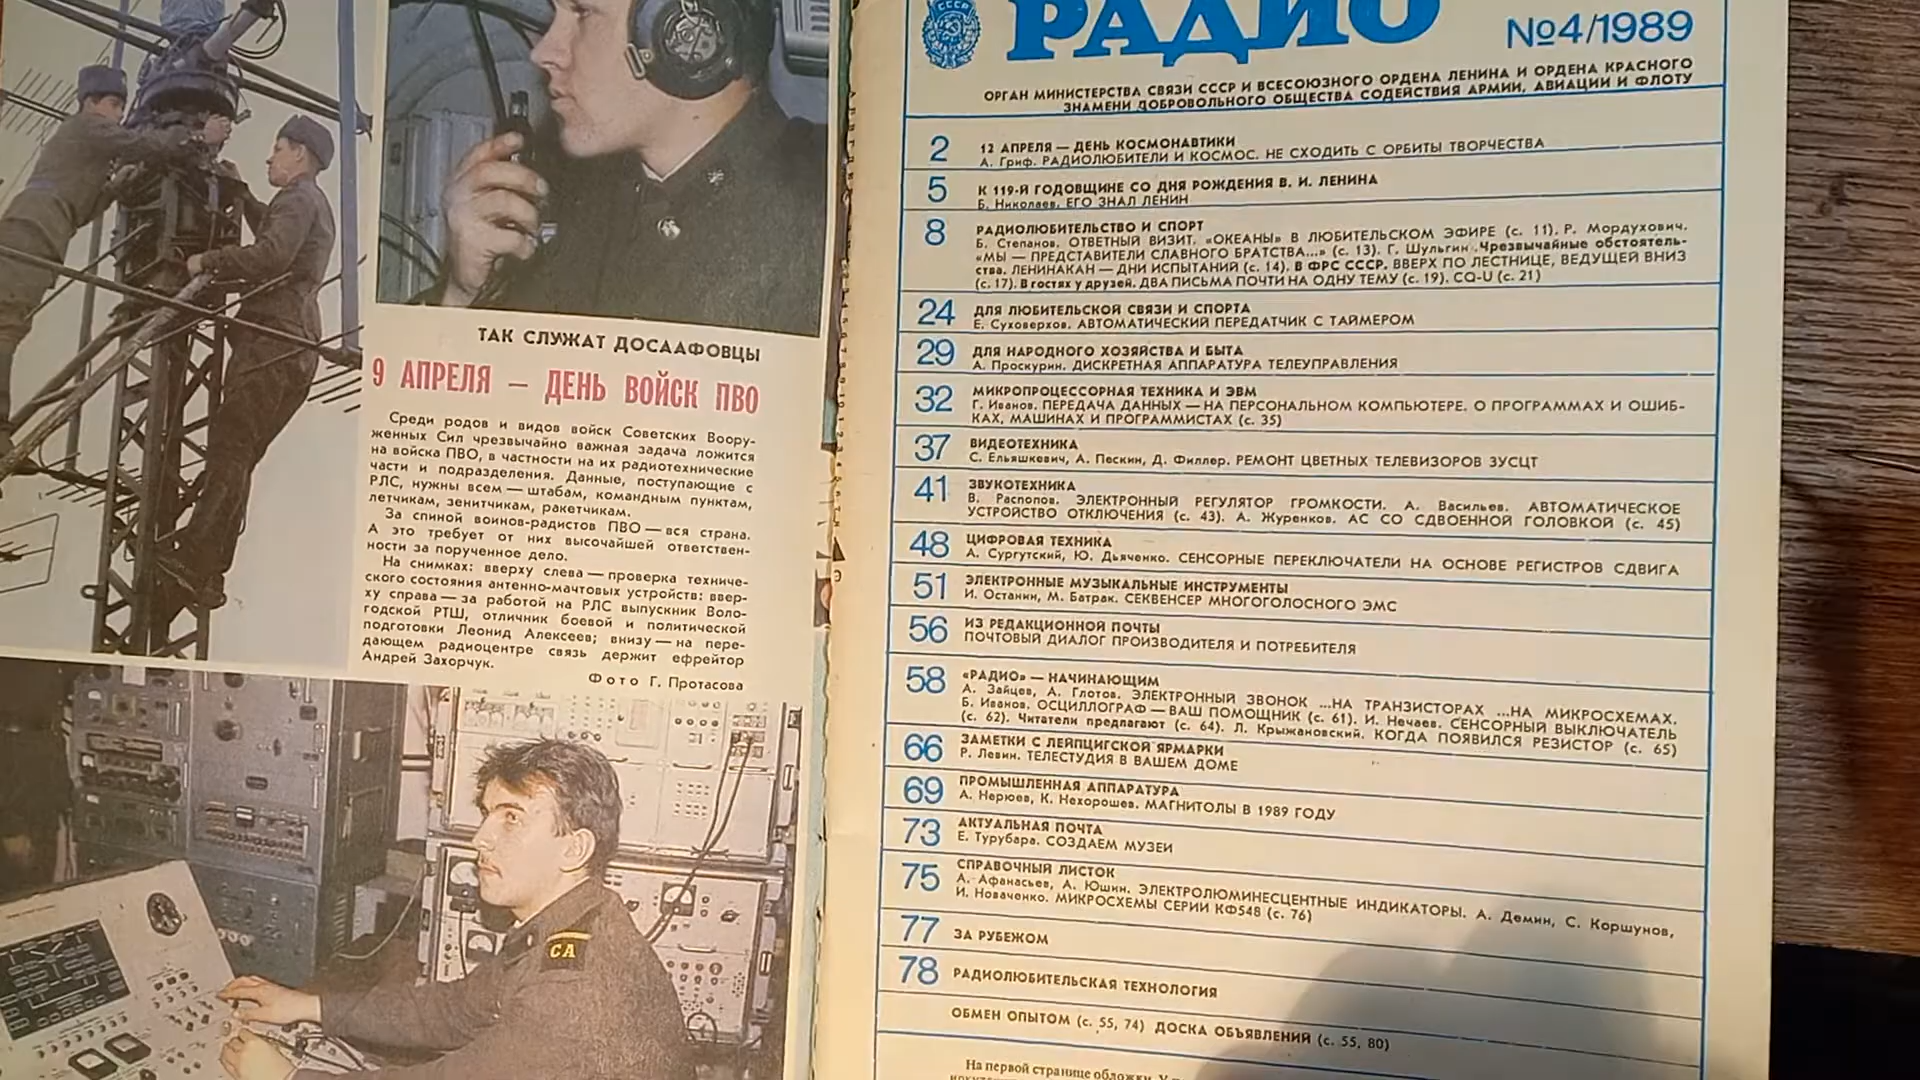 ТАК СЛУЖАТ ДОСААФОВЦЫ
9 АПРЕЛЯ — ДЕНЬ ВОЙСК ПВО
Среди родов и видов войск Советских Воору-
женных Сил чрезвычайно важная задача ложится
на войска ПВО, в частности на их радиотехнические
части и подразделения. Данные, поступающие с
РЛС, нужны всем — штабам, командным пунктам,
летчикам, зенитчикам, ракетчикам.
За спиной воинов-радистов ПВО — вся страна.
А это требует от них высочайшей ответствен-
ности за порученное дело.
На снимках: вверху слева — проверка техниче-
ского состояния антенно-мачтовых устройств: ввер-
ху справа — за работой на РЛС выпускник Воло-
годской РТШ, отличник боевой и политической
подготовки Леонид Алексеев; внизу — на пере-
дающем радиоцентре связь держит ефрейтор
Андрей Захорчук.
Фото Г. Протасова
СА
СССР
РАДИО
№4/1989
ОРГАН МИНИСТЕРСТВА СВЯЗИ СССР И ВСЕСОЮЗНОГО ОРДЕНА ЛЕНИНА И ОРДЕНА КРАСНОГО
ЗНАМЕНИ ДОБРОВОЛЬНОГО ОБЩЕСТВА СОДЕЙСТВИЯ АРМИИ, АВИАЦИИ И ФЛОТУ
2 12 АПРЕЛЯ — ДЕНЬ КОСМОНАВТИКИ
А. Гриф. РАДИОЛЮБИТЕЛИ И КОСМОС. НЕ СХОДИТЬ С ОРБИТЫ ТВОРЧЕСТВА
5 К 119-Й ГОДОВЩИНЕ СО ДНЯ РОЖДЕНИЯ В. И. ЛЕНИНА
Б. Николаев. ЕГО ЗНАЛ ЛЕНИН
8 РАДИОЛЮБИТЕЛЬСТВО И СПОРТ
Б. Степанов. ОТВЕТНЫЙ ВИЗИТ. «ОКЕАНЫ» В ЛЮБИТЕЛЬСКОМ ЭФИРЕ (с. 11). Р. Мордухович.
«МЫ — ПРЕДСТАВИТЕЛИ СЛАВНОГО БРАТСТВА...» (с. 13). Г. Шульгин. Чрезвычайные обстоятель-
ства. ЛЕНИНАКАН — ДНИ ИСПЫТАНИЙ (с. 14). В ФРС СССР. ВВЕРХ ПО ЛЕСТНИЦЕ, ВЕДУЩЕЙ ВНИЗ
(с. 17). В гостях у друзей. ДВА ПИСЬМА ПОЧТИ НА ОДНУ ТЕМУ (с. 19). CQ-U (с. 21)
24 ДЛЯ ЛЮБИТЕЛЬСКОЙ СВЯЗИ И СПОРТА
Е. Суховерхов. АВТОМАТИЧЕСКИЙ ПЕРЕДАТЧИК С ТАЙМЕРОМ
29 ДЛЯ НАРОДНОГО ХОЗЯЙСТВА И БЫТА
А. Проскурин. ДИСКРЕТНАЯ АППАРАТУРА ТЕЛЕУПРАВЛЕНИЯ
32 МИКРОПРОЦЕССОРНАЯ ТЕХНИКА И ЭВМ
Г. Иванов. ПЕРЕДАЧА ДАННЫХ — НА ПЕРСОНАЛЬНОМ КОМПЬЮТЕРЕ. О ПРОГРАММАХ И ОШИБ-
КАХ, МАШИНАХ И ПРОГРАММИСТАХ (с. 35)
37 ВИДЕОТЕХНИКА
С. Ельяшкевич, А. Пескин, Д. Филлер. РЕМОНТ ЦВЕТНЫХ ТЕЛЕВИЗОРОВ ЗУСЦТ
41 ЗВУКОТЕХНИКА
В. Распопов. ЭЛЕКТРОННЫЙ РЕГУЛЯТОР ГРОМКОСТИ. А. Васильев. АВТОМАТИЧЕСКОЕ
УСТРОЙСТВО ОТКЛЮЧЕНИЯ (с. 43). А. Журенков. АС СО СДВОЕННОЙ ГОЛОВКОЙ (с. 45)
48 ЦИФРОВАЯ ТЕХНИКА
А. Сургутский, Ю. Дьяченко. СЕНСОРНЫЕ ПЕРЕКЛЮЧАТЕЛИ НА ОСНОВЕ РЕГИСТРОВ СДВИГА
51 ЭЛЕКТРОННЫЕ МУЗЫКАЛЬНЫЕ ИНСТРУМЕНТЫ
И. Останин, М. Батрак. СЕКВЕНСЕР МНОГОГОЛОСНОГО ЭМС
56 ИЗ РЕДАКЦИОННОЙ ПОЧТЫ
ПОЧТОВЫЙ ДИАЛОГ ПРОИЗВОДИТЕЛЯ И ПОТРЕБИТЕЛЯ
58 «РАДИО» — НАЧИНАЮЩИМ
А. Зайцев, А. Глотов. ЭЛЕКТРОННЫЙ ЗВОНОК ...НА ТРАНЗИСТОРАХ ...НА МИКРОСХЕМАХ.
Б. Иванов. ОСЦИЛЛОГРАФ — ВАШ ПОМОЩНИК (с. 61). И. Нечаев. СЕНСОРНЫЙ ВЫКЛЮЧАТЕЛЬ
(с. 62). Читатели предлагают (с. 64). Л. Крыжановский. КОГДА ПОЯВИЛСЯ РЕЗИСТОР (с. 65)
66 ЗАМЕТКИ С ЛЕЙПЦИГСКОЙ ЯРМАРКИ
Р. Левин. ТЕЛЕСТУДИЯ В ВАШЕМ ДОМЕ
69 ПРОМЫШЛЕННАЯ АППАРАТУРА
А. Нерюев, К. Нехорошев. МАГНИТОЛЫ В 1989 ГОДУ
73 АКТУАЛЬНАЯ ПОЧТА
Е. Турубара. СОЗДАЕМ МУЗЕИ
75 СПРАВОЧНЫЙ ЛИСТОК
А. Афанасьев, А. Юшин. ЭЛЕКТРОЛЮМИНЕСЦЕНТНЫЕ ИНДИКАТОРЫ. А. Демин, С. Коршунов,
И. Новаченко. МИКРОСХЕМЫ СЕРИИ КФ548 (с. 76)
77 ЗА РУБЕЖОМ
78 РАДИОЛЮБИТЕЛЬСКАЯ ТЕХНОЛОГИЯ
ОБМЕН ОПЫТОМ (с. 55, 74) ДОСКА ОБЪЯВЛЕНИЙ (с. 55, 80)
На первой странице обложки.